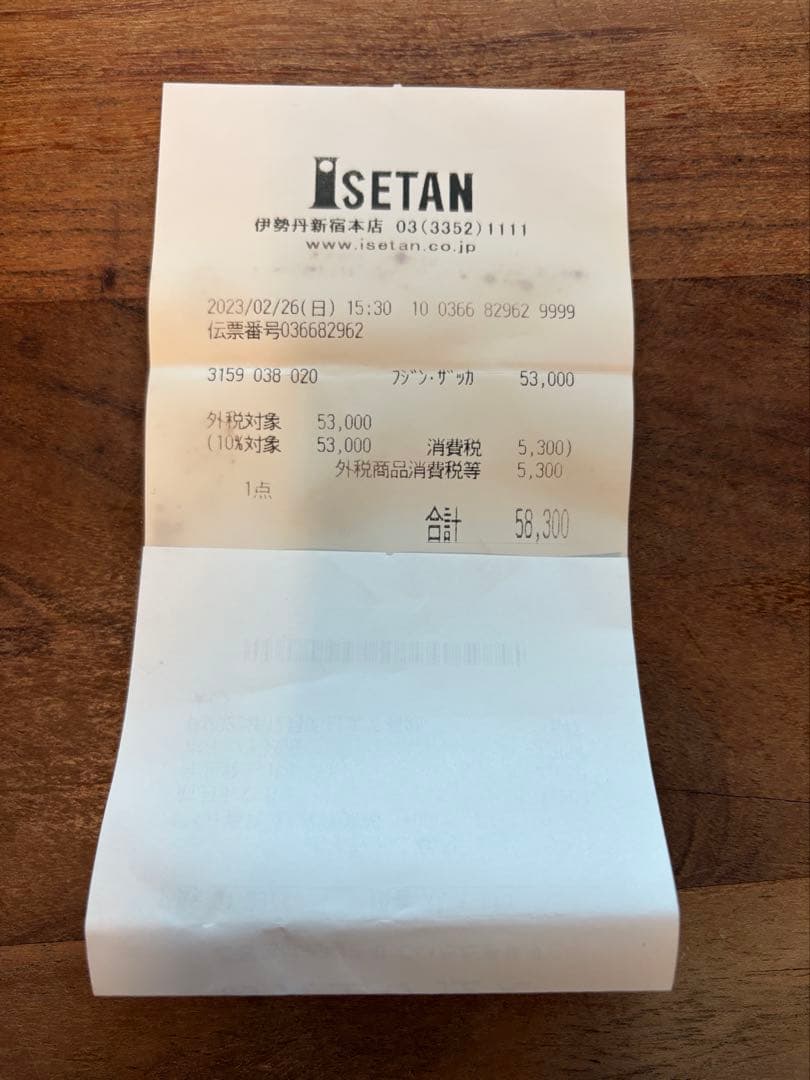 ISETAN
伊勢丹新宿本店 03(3352)1111
www.isetan.co.jp
2023/02/26(日) 15:30 10 0366 82962 9999
伝票番号036682962
3159 038 020 フジン・ザッカ 53,000
外税対象 53,000
(10%対象 53,000 消費税 5,300)
外税商品消費税等 5,300
1点
合計 58,300